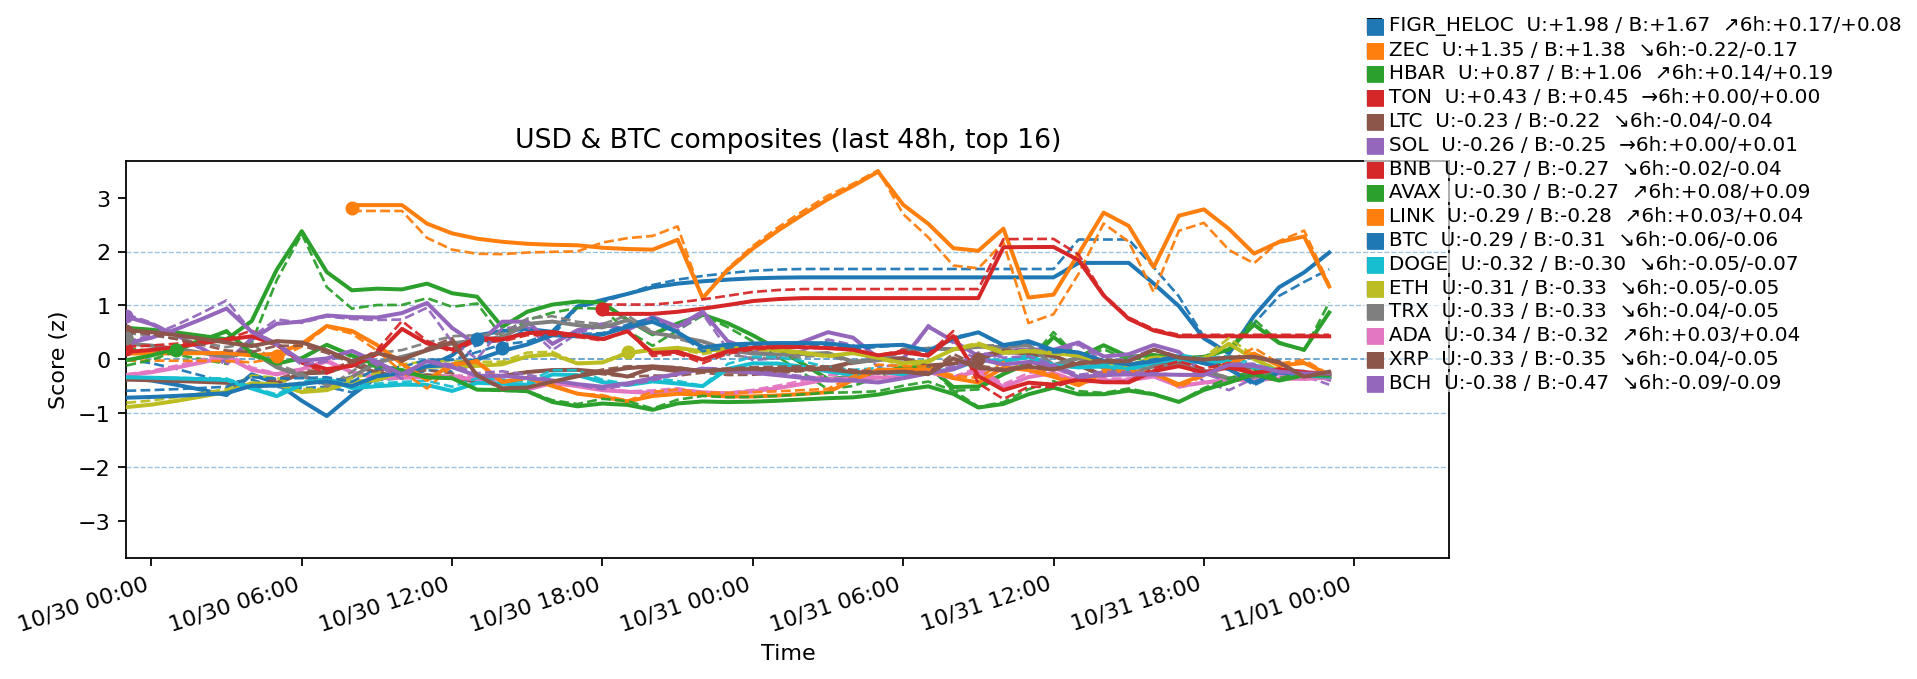 FIGR_HELOC U:+1.98 / B:+1.67 ↗6h:+0.17/+0.08
ZEC U:+1.35 / B:+1.38 ↘6h:-0.22/-0.17
HBAR U:+0.87 / B:+1.06 ↗6h:+0.14/+0.19
TON U:+0.43 / B:+0.45 →6h:+0.00/+0.00
LTC U:-0.23 / B:-0.22 ↘6h:-0.04/-0.04
SOL U:-0.26 / B:-0.25 →6h:+0.00/+0.01
BNB U:-0.27 / B:-0.27 ↘6h:-0.02/-0.04
AVAX U:-0.30 / B:-0.27 ↗6h:+0.08/+0.09
LINK U:-0.29 / B:-0.28 ↗6h:+0.03/+0.04
BTC U:-0.29 / B:-0.31 ↘6h:-0.06/-0.06
DOGE U:-0.32 / B:-0.30 ↘6h:-0.05/-0.07
ETH U:-0.31 / B:-0.33 ↘6h:-0.05/-0.05
TRX U:-0.33 / B:-0.33 ↘6h:-0.04/-0.05
ADA U:-0.34 / B:-0.32 ↗6h:+0.03/+0.04
XRP U:-0.33 / B:-0.35 ↘6h:-0.04/-0.05
BCH U:-0.38 / B:-0.47 ↘6h:-0.09/-0.09
USD & BTC composites (last 48h, top 16)
Score (z)
3
2
1
0
−1
−2
−3
10/30 00:00
10/30 06:00
10/30 12:00
10/30 18:00
10/31 00:00
10/31 06:00
10/31 12:00
10/31 18:00
11/01 00:00
Time